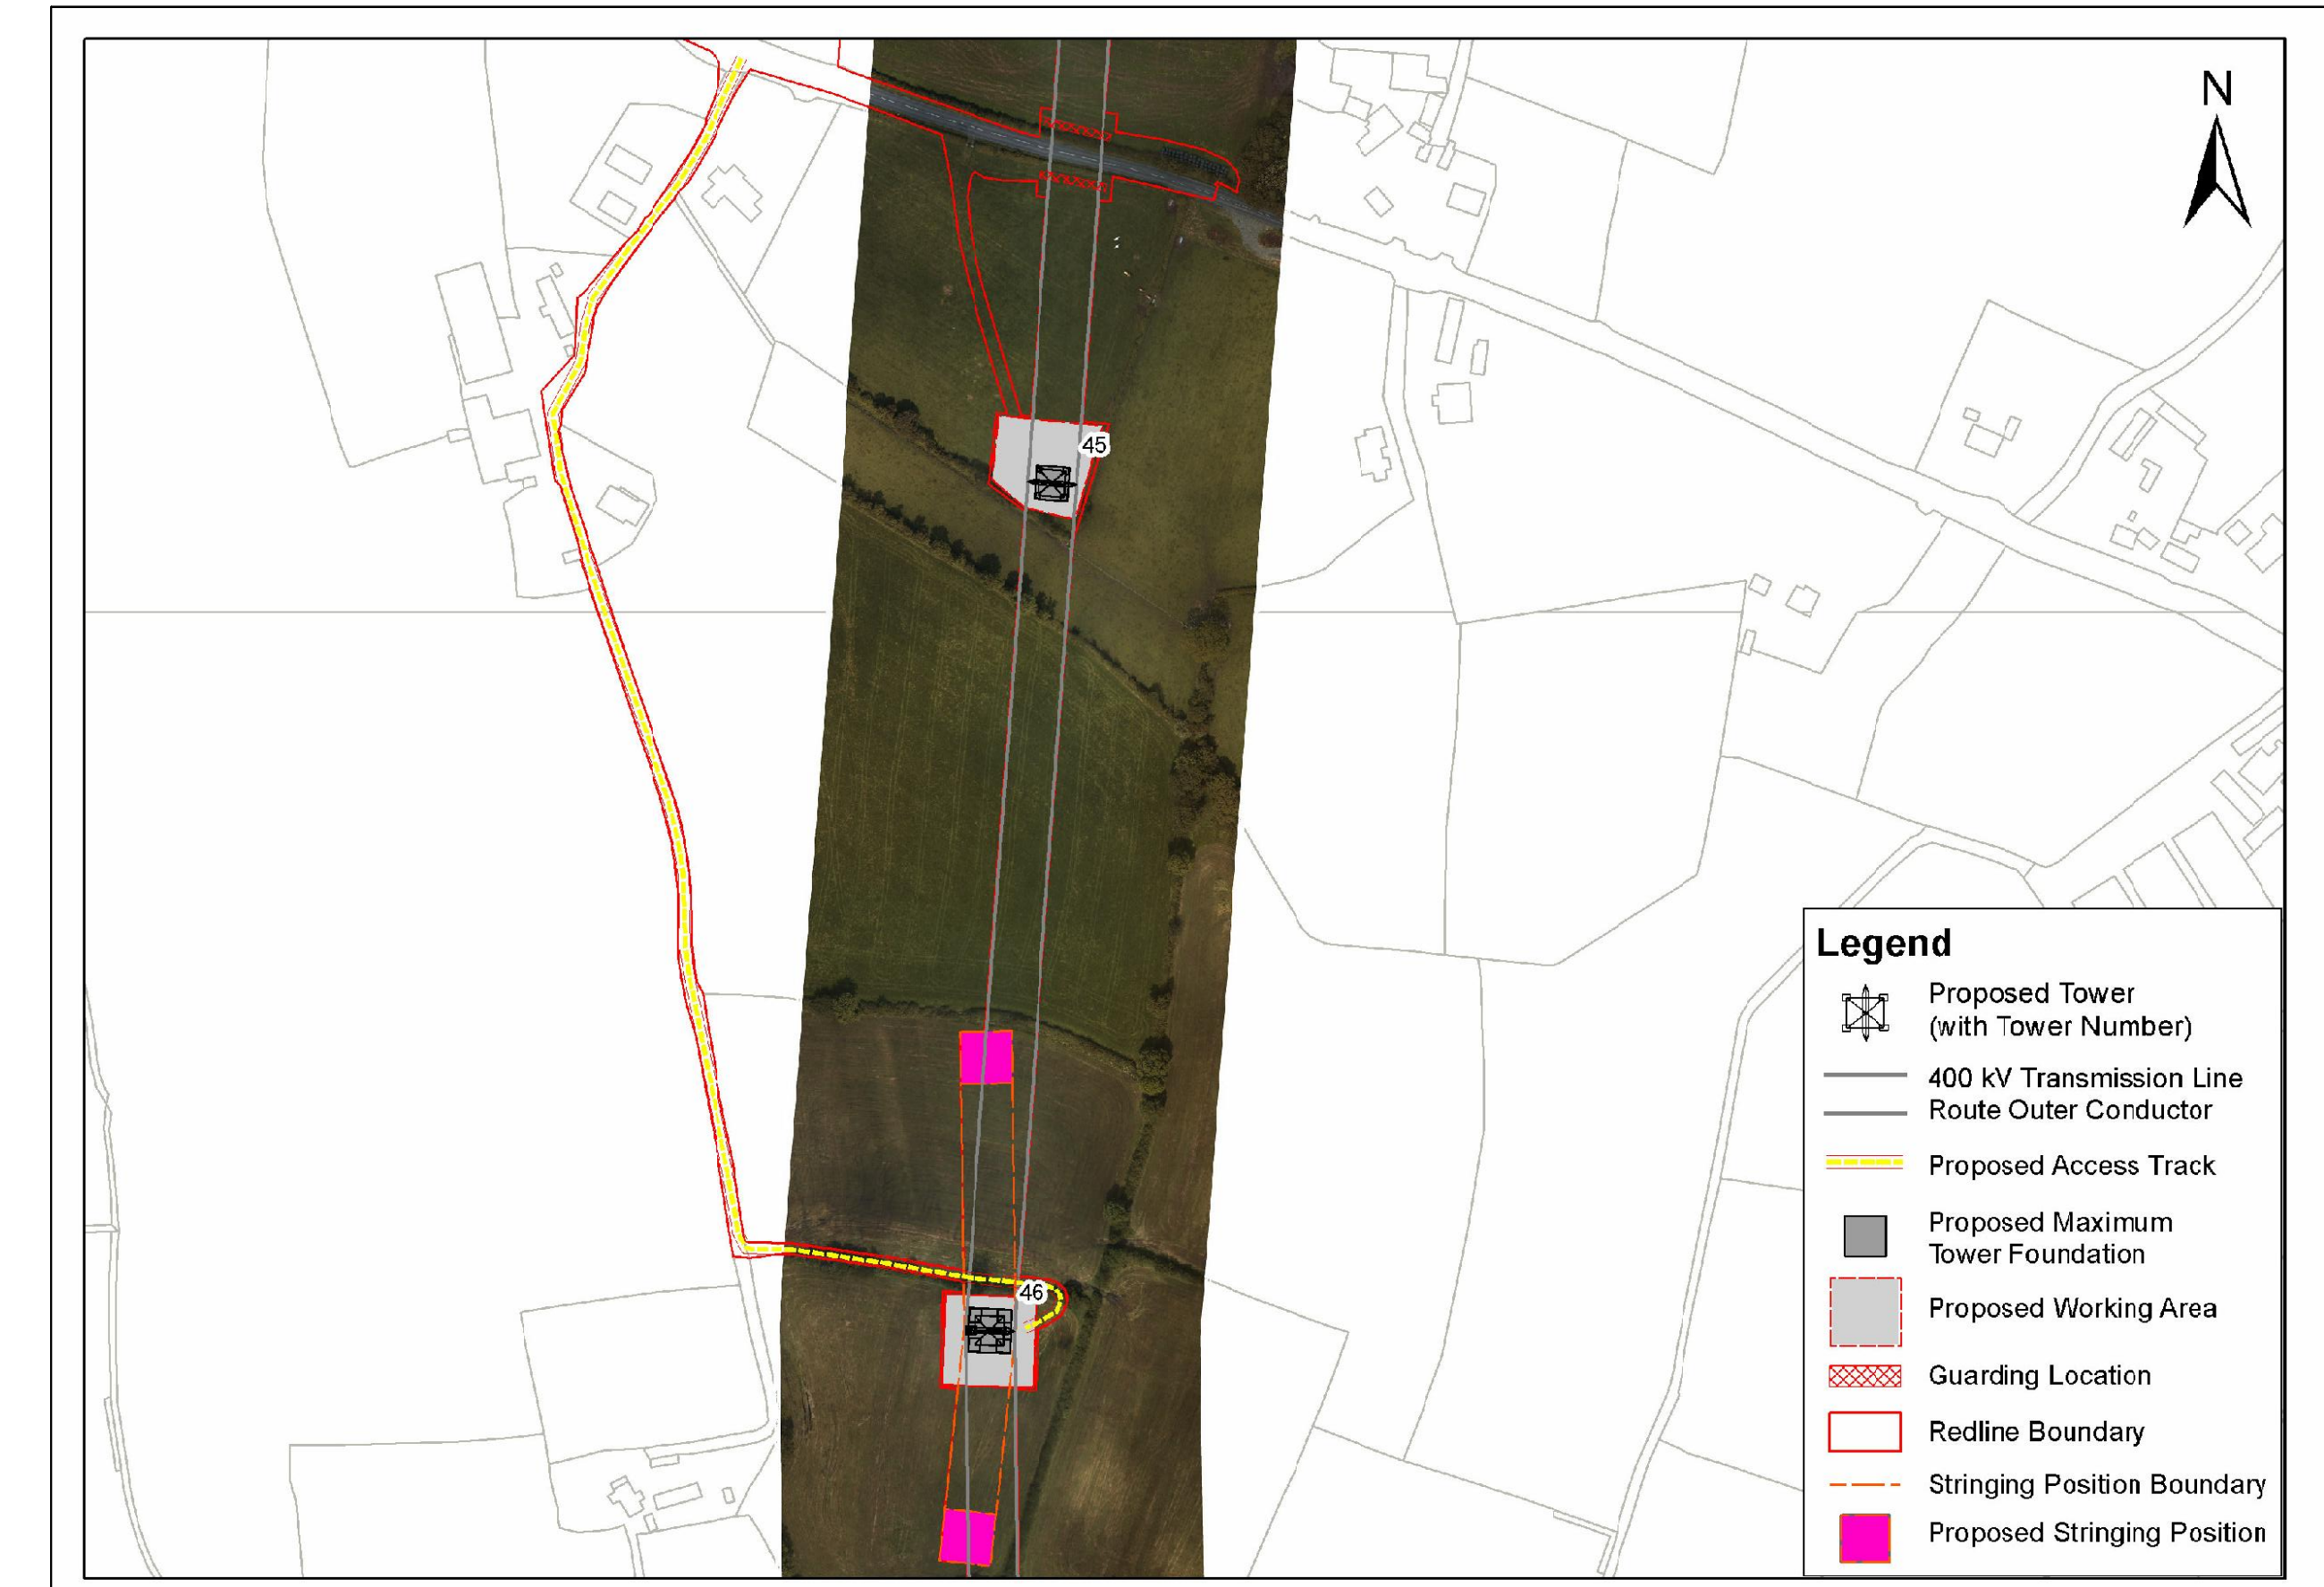 N
45
46
Legend
Proposed Tower
(with Tower Number)
400 kV Transmission Line
Route Outer Conductor
Proposed Access Track
Proposed Maximum
Tower Foundation
Proposed Working Area
Guarding Location
Redline Boundary
Stringing Position Boundary
Proposed Stringing Position